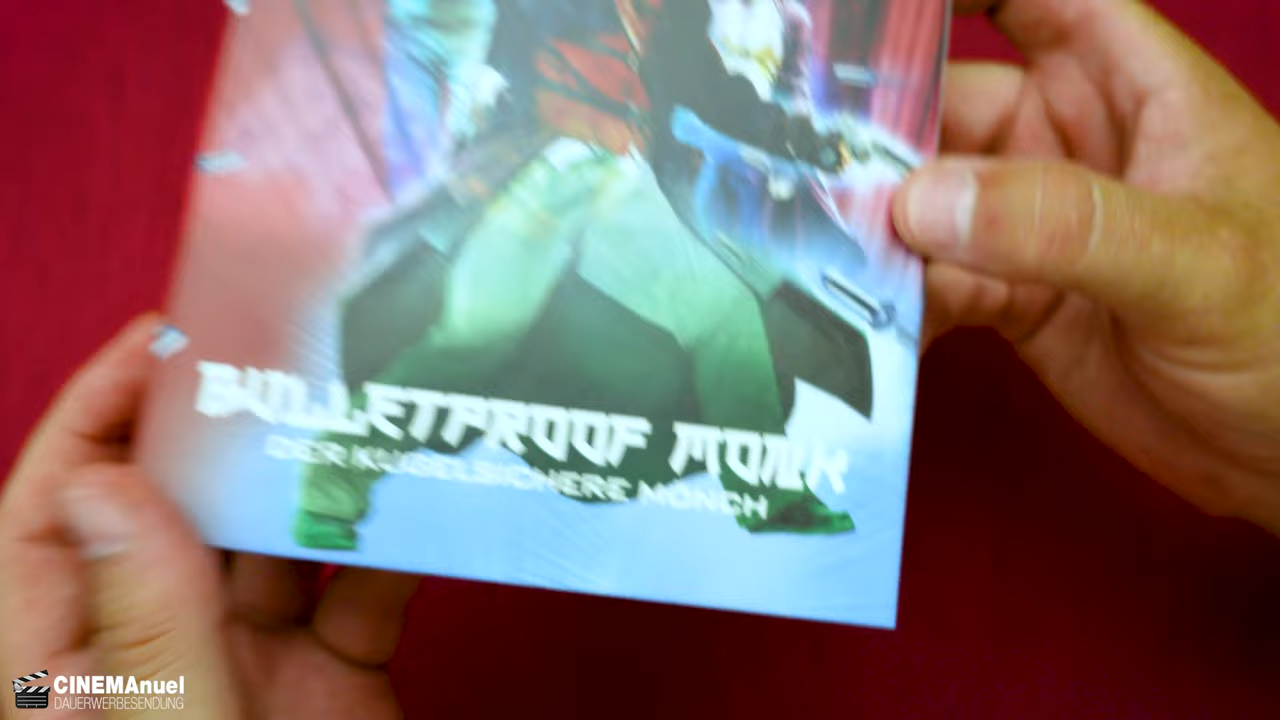 BULLETPROOF MONK
DER KUGELSICHERE MÖNCH
CINEMAnuel
DAUERWERBESENDUNG